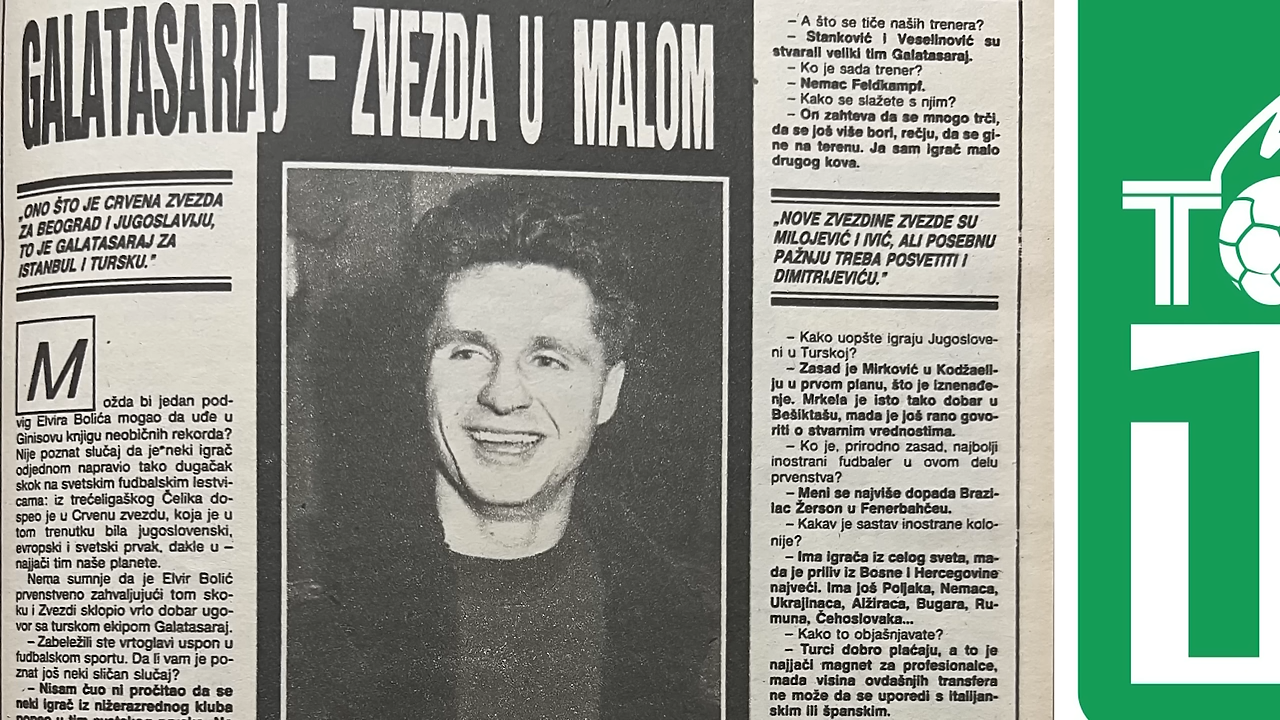 GALATASARAJ - ZVEZDA U MALOM
„ONO ŠTO JE CRVENA ZVEZDA
ZA BEOGRAD I JUGOSLAVIJU,
TO JE GALATASARAJ ZA
ISTANBUL I TURSKU."
M
ožda bi jedan pod-
vig Elvira Bolića mogao da uđe u
Ginisovu knjigu neobičnih rekorda?
Nije poznat slučaj da je neki igrač
odjednom napravio tako dugačak
skok na svetskim fudbalskim lestvi-
cama: iz trećeligaškog Čelika do-
speo je u Crvenu zvezdu, koja je u
tom trenutku bila jugoslovenski,
evropski i svetski prvak, dakle u –
najjači tim naše planete.
Nema sumnje da je Elvir Bolić
prvenstveno zahvaljujući tom sko-
ku i Zvezdi sklopio vrlo dobar ugo-
vor sa turskom ekipom Galatasaraj.
– Zabeležili ste vrtoglavi uspon u
fudbalskom sportu. Da li vam je po-
znat još neki sličan slučaj?
– Nisam čuo ni pročitao da se
neki igrač iz nižerazrednog kluba
– A što se tiče naših trenera?
– Stanković i Veselinović su
stvarali veliki tim Galatasaraj.
– Ko je sada trener?
– Nemac Feldkampf.
– Kako se slažete s njim?
– On zahteva da se mnogo trči,
da se još više bori, rečju, da se gi-
ne na terenu. Ja sam igrač malo
drugog kova.
„NOVE ZVEZDINE ZVEZDE SU
MILOJEVIĆ I IVIĆ, ALI POSEBNU
PAŽNJU TREBA POSVETITI I
DIMITRIJEVIĆU."
– Kako uopšte igraju Jugoslove-
ni u Turskoj?
– Zasad je Mirković u Kodžaeli-
ju u prvom planu, što je iznenađe-
nje. Mrkela je isto tako dobar u
Bešiktašu, mada je još rano govo-
riti o stvarnim vrednostima.
– Ko je, prirodno zasad, najbolji
inostrani fudbaler u ovom delu
prvenstva?
– Meni se najviše dopada Brazi-
lac Žerson u Fenerbahčeu.
– Kakav je sastav inostrane kolo-
nije?
– Ima igrača iz celog sveta, ma-
da je priliv iz Bosne i Hercegovine
najveći. Ima još Poljaka, Nemaca,
Ukrajinaca, Alžiraca, Bugara, Ru-
muna, Čehoslovaka...
– Kako to objašnjavate?
– Turci dobro plaćaju, a to je
najjači magnet za profesionalce,
mada visina ovdašnjih transfera
ne može da se uporedi s italijan-
skim ili španskim.